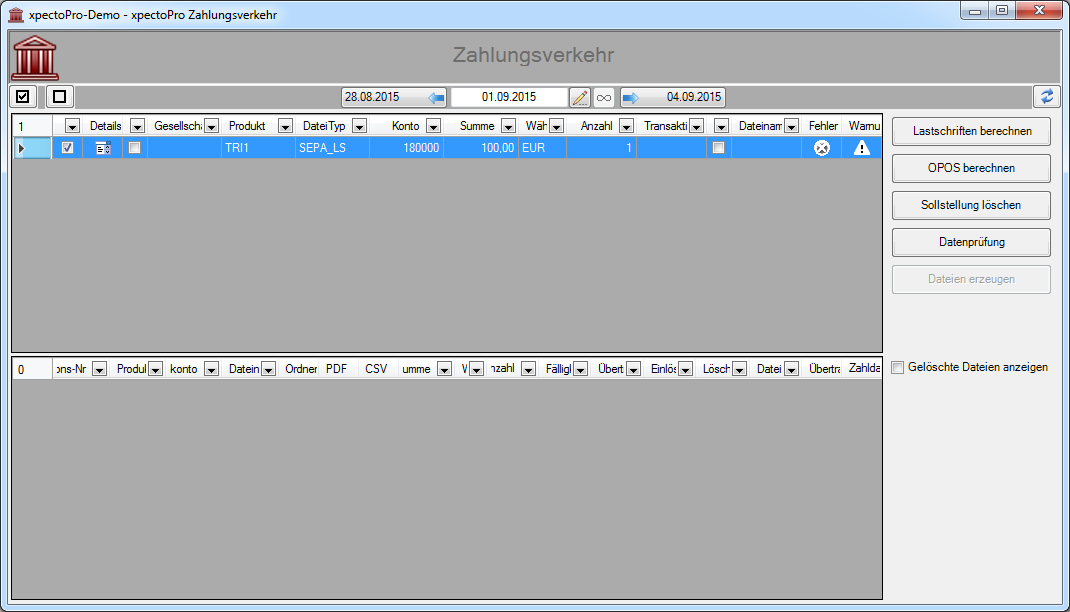 xpectoPro-Demo - xpectoPro Zahlungsverkehr
Zahlungsverkehr
28.08.2015 01.09.2015 04.09.2015
1 Details Gesellscha Produkt DateiTyp Konto Summe Wäh Anzahl Transakti Dateinam Fehler Warnu
TRI1 SEPA_LS 180000 100,00 EUR 1
Lastschriften berechnen
OPOS berechnen
Sollstellung löschen
Datenprüfung
Dateien erzeugen
0 ons-Nr Produl konto Datein Ordner PDF CSV umme nzahl Fälligl Übert Einlös Lösch Datei Übertra Zahlda
Gelöschte Dateien anzeigen